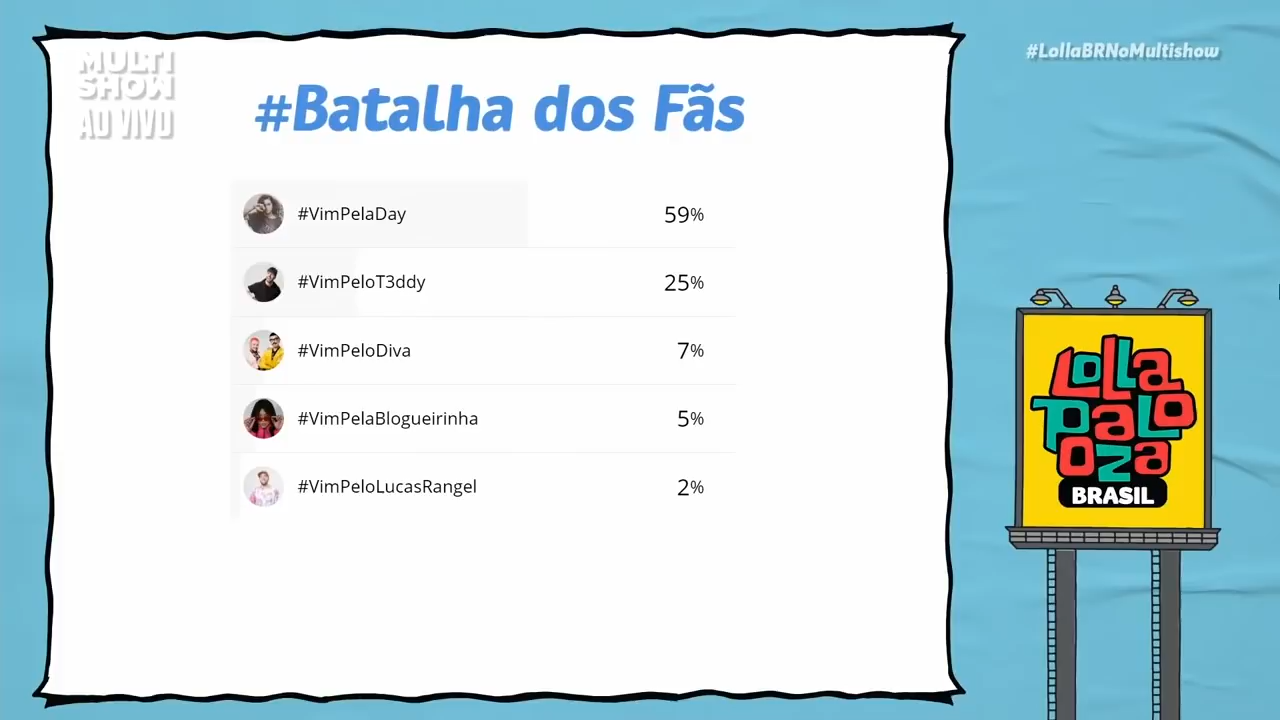 MULTI
SHOW
AO VIVO
#LollaBRNoMultishow
#Batalha dos Fãs
#VimPelaDay 59%
#VimPeloT3ddy 25%
#VimPeloDiva 7%
#VimPelaBlogueirinha 5%
#VimPeloLucasRangel 2%
LOLLA
PALO
OZA
BRASIL